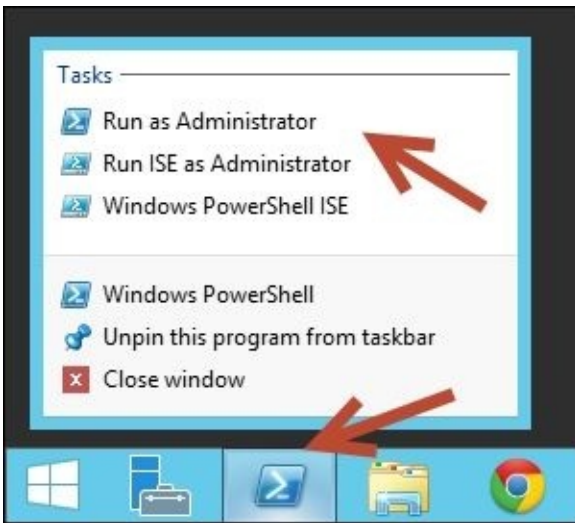 Tasks
Run as Administrator
Run ISE as Administrator
Windows PowerShell ISE
Windows PowerShell
Unpin this program from taskbar
Close window